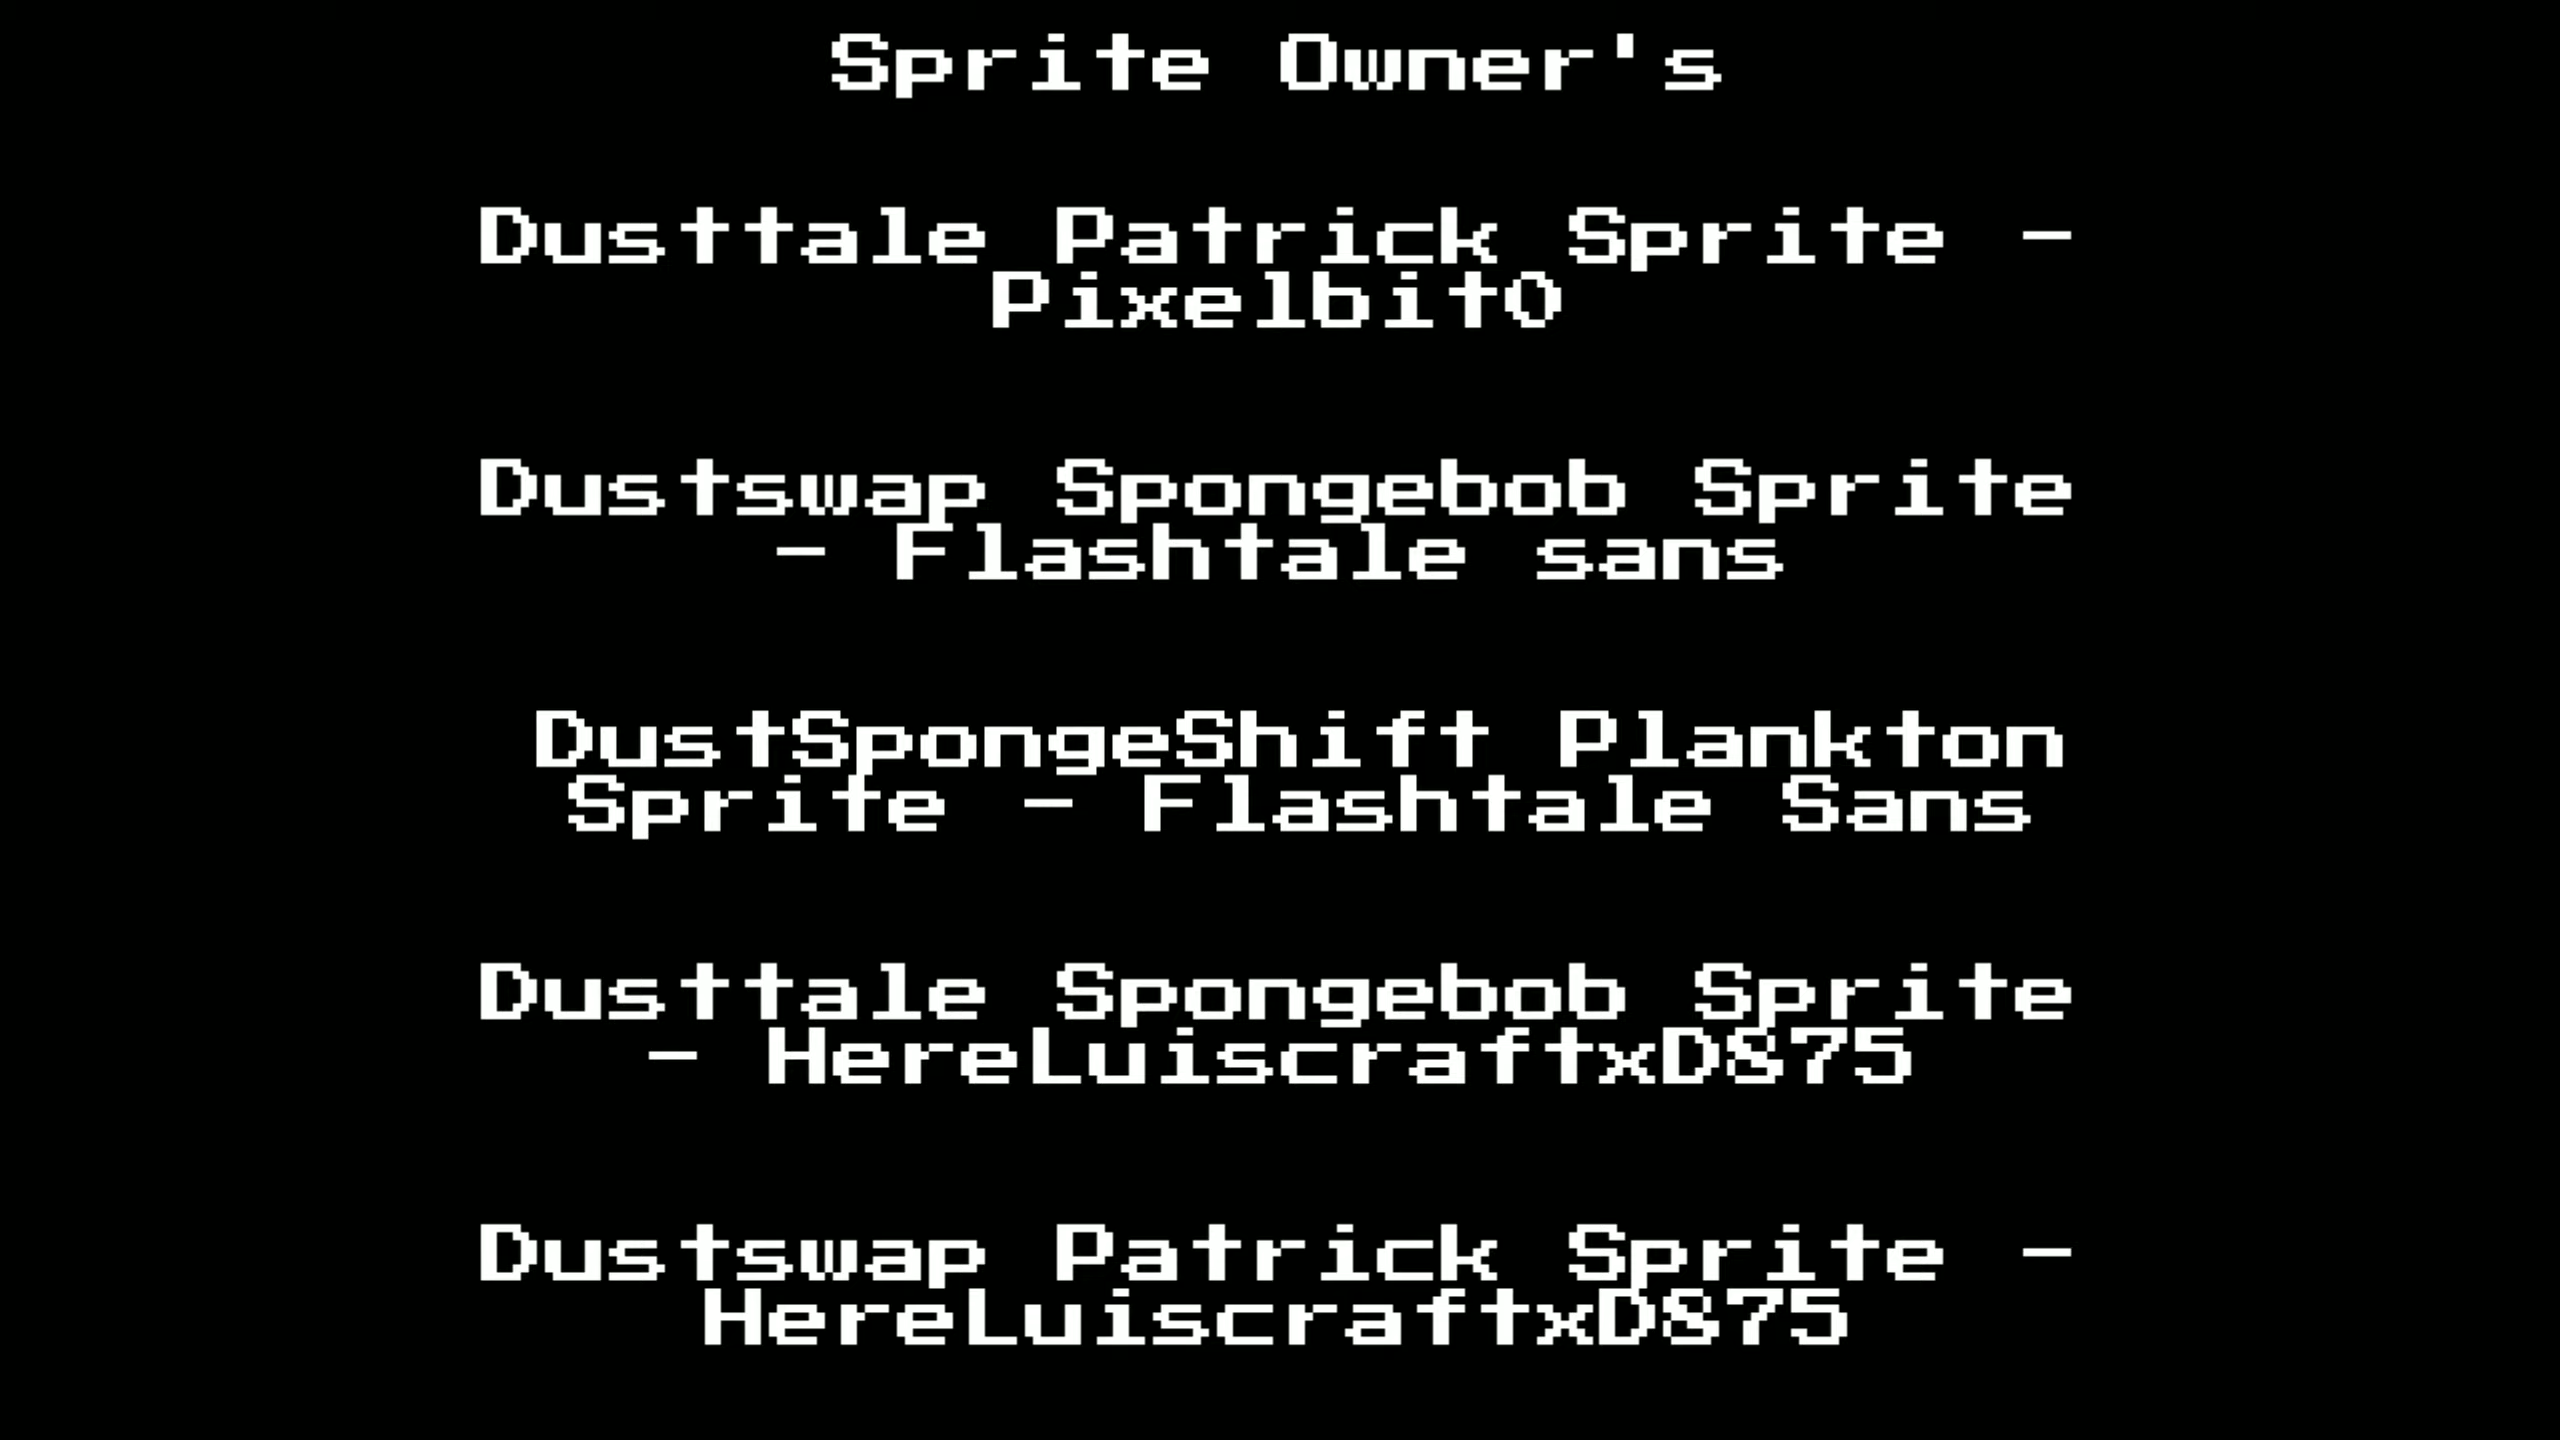 Sprite Owner's
Dusttale Patrick Sprite -
Pixelbit0
Dustswap Spongebob Sprite
- Flashtale sans
DustSpongeShift Plankton
Sprite - Flashtale Sans
Dusttale Spongebob Sprite
- HereLuiscraftxD875
Dustswap Patrick Sprite -
HereLuiscraftxD875